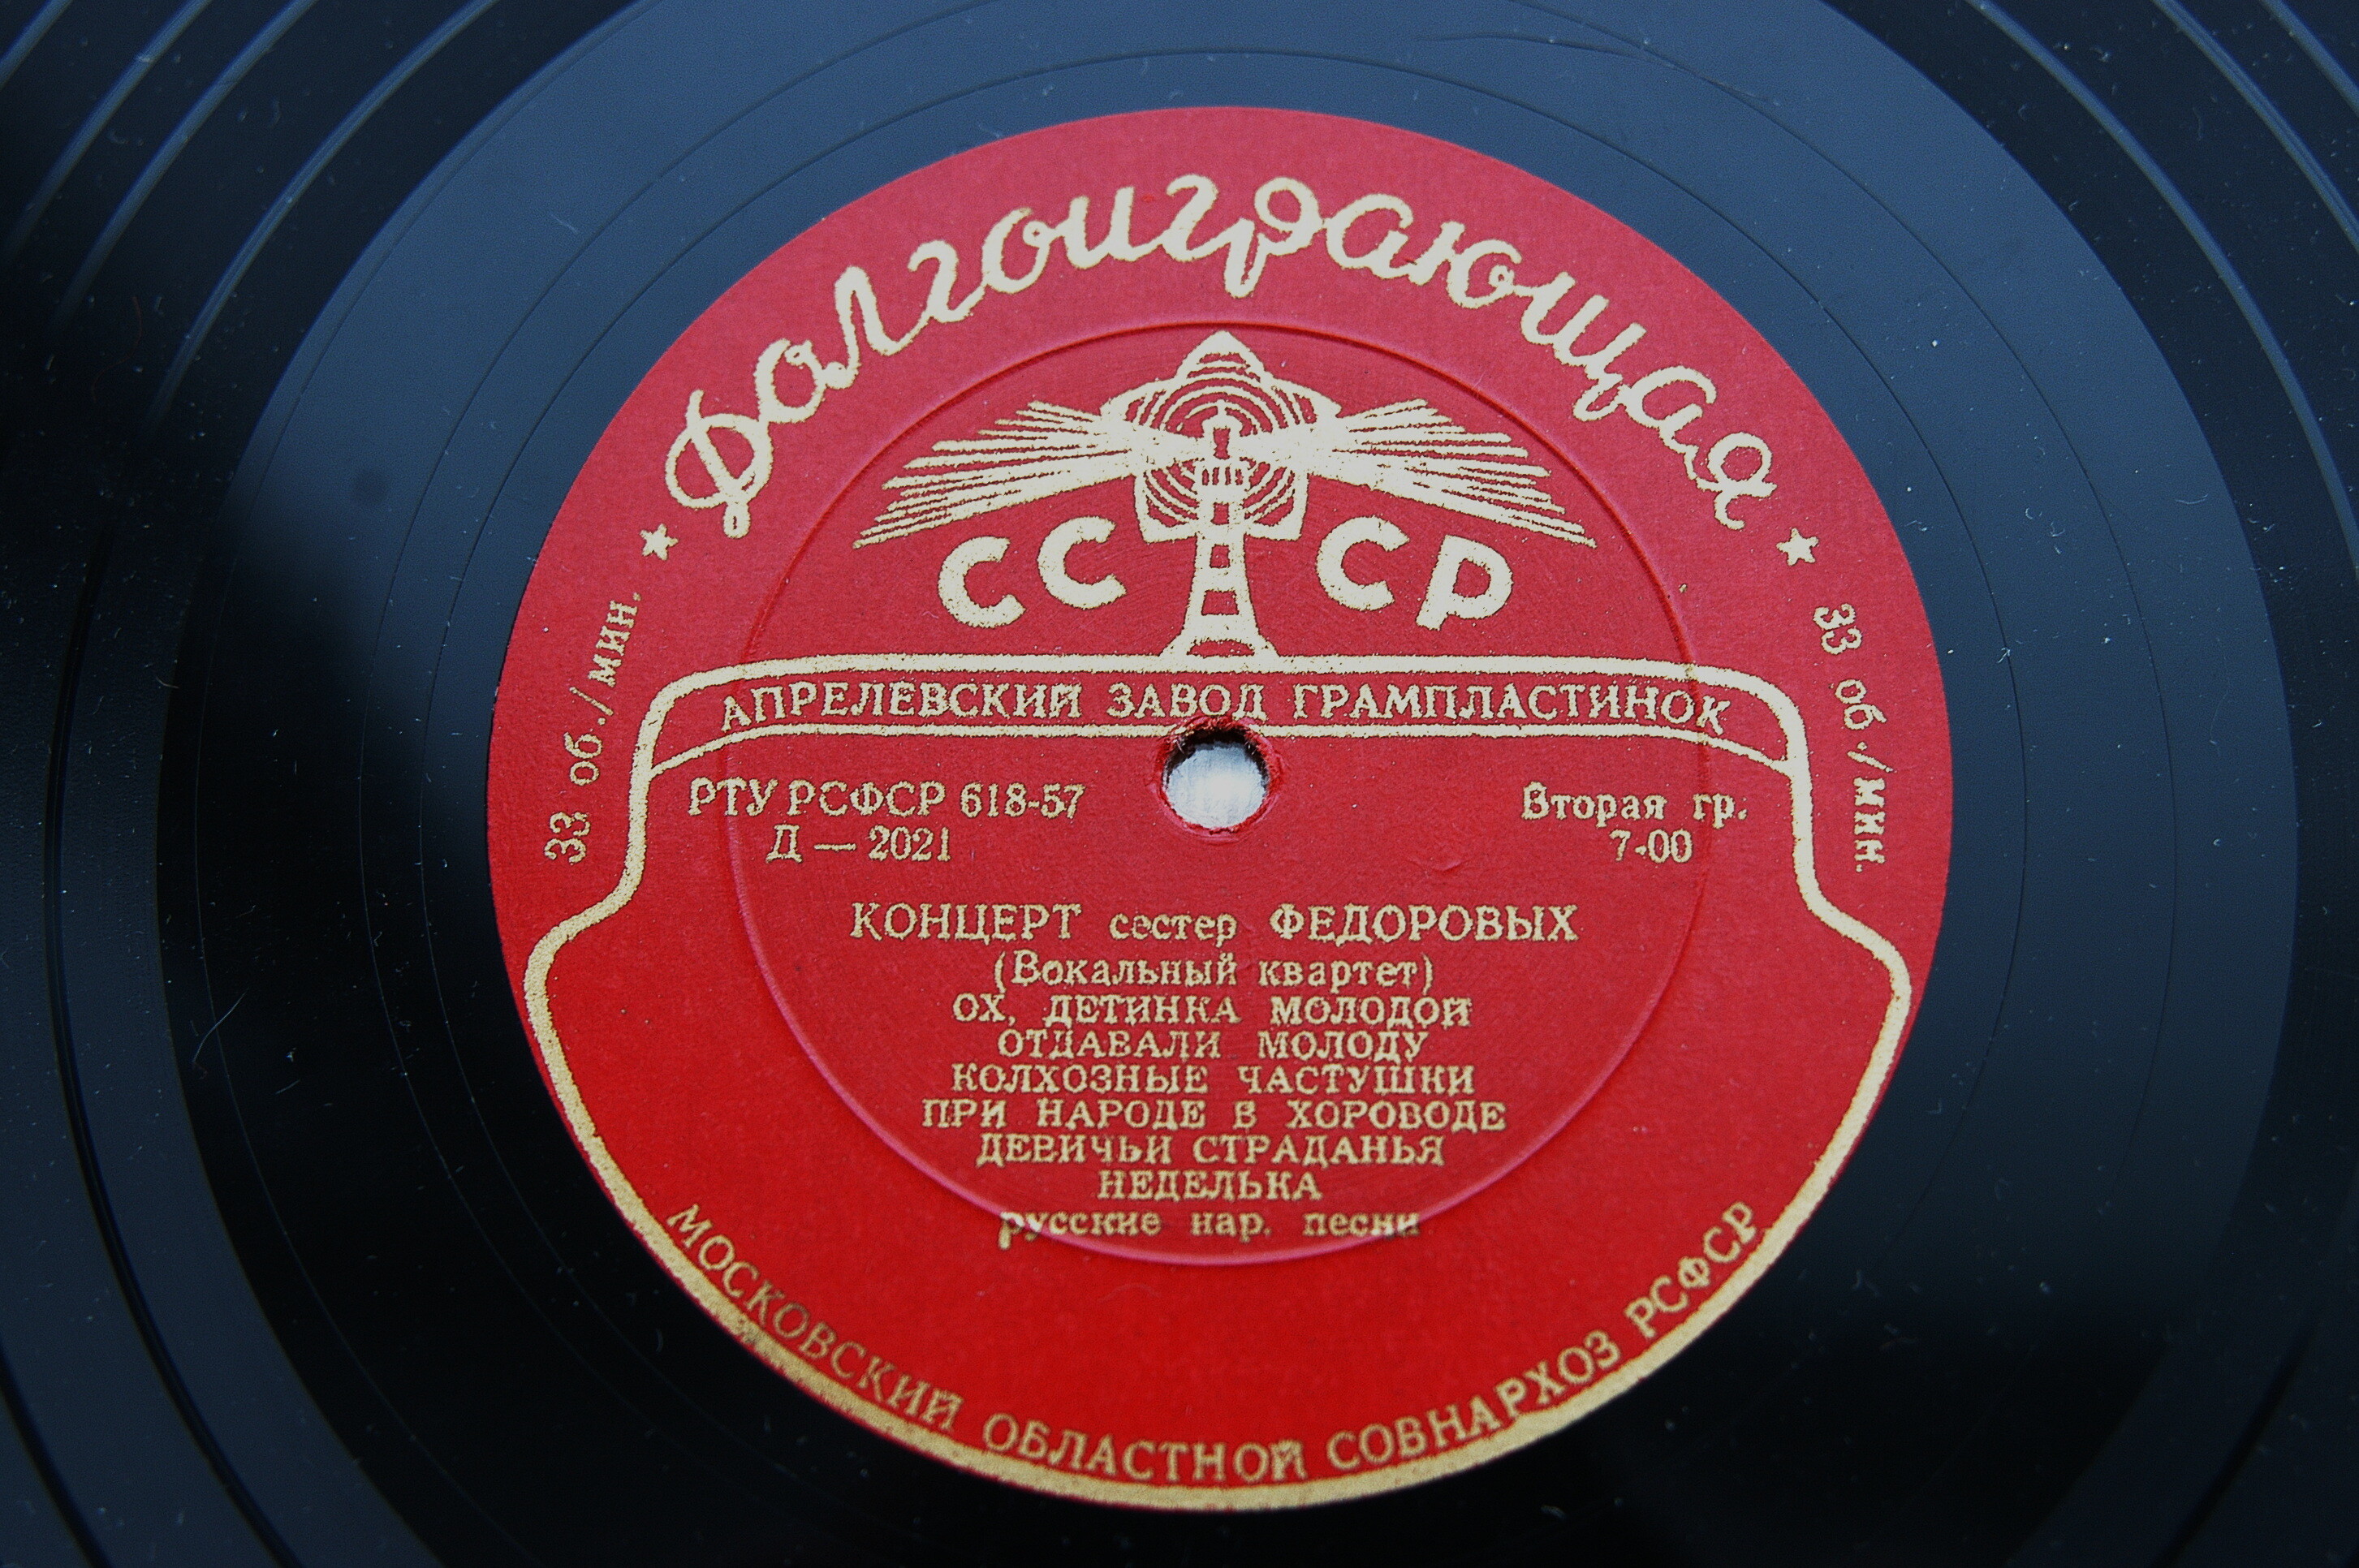 Долгоиграющая
★ 33 об./мин.
★ 33 об./мин.
СССР
АПРЕЛЕВСКИЙ ЗАВОД ГРАМПЛАСТИНОК
РТУ РСФСР 618-57
Д — 2021
Вторая гр.
7-00
КОНЦЕРТ сестер ФЕДОРОВЫХ
(Вокальный квартет)
ОХ, ДЕТИНКА МОЛОДОЙ
ОТДАВАЛИ МОЛОДУ
КОЛХОЗНЫЕ ЧАСТУШКИ
ПРИ НАРОДЕ В ХОРОВОДЕ
ДЕВИЧЬИ СТРАДАНЬЯ
НЕДЕЛЬКА
русские нар. песни
МОСКОВСКИЙ ОБЛАСТНОЙ СОВНАРХОЗ РСФСР